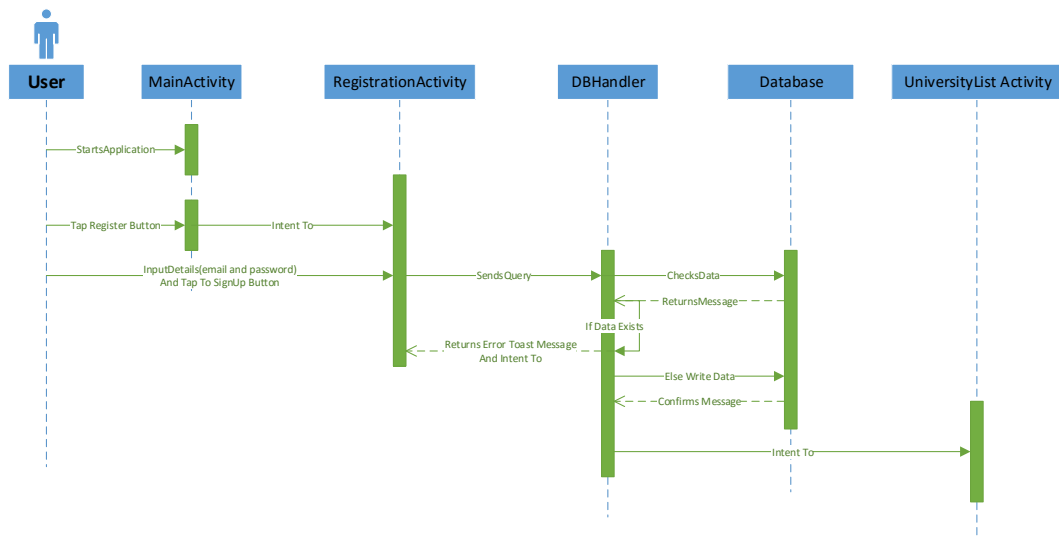 User
MainActivity
RegistrationActivity
DBHandler
Database
UniversityList Activity
StartsApplication
Tap Register Button
Intent To
InputDetails(email and password)
And Tap To SignUp Button
SendsQuery
ChecksData
ReturnsMessage
If Data Exists
Returns Error Toast Message
And Intent To
Else Write Data
Confirms Message
Intent To